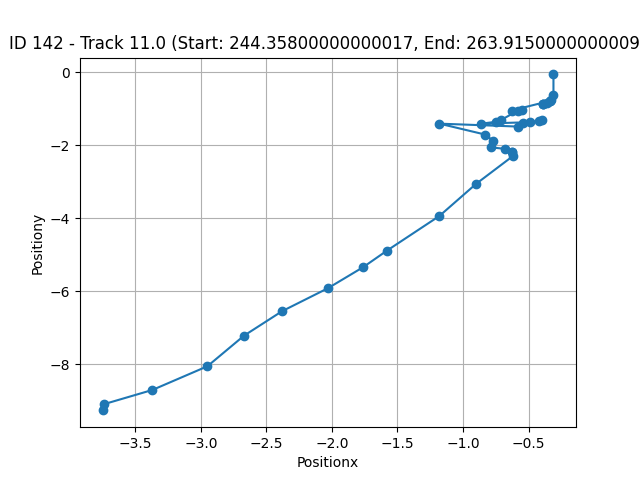 ID 142 - Track 11.0 (Start: 244.35800000000017, End: 263.9150000000009
0
−2
−4
−6
−8
Positiony
−3.5 −3.0 −2.5 −2.0 −1.5 −1.0 −0.5
Positionx